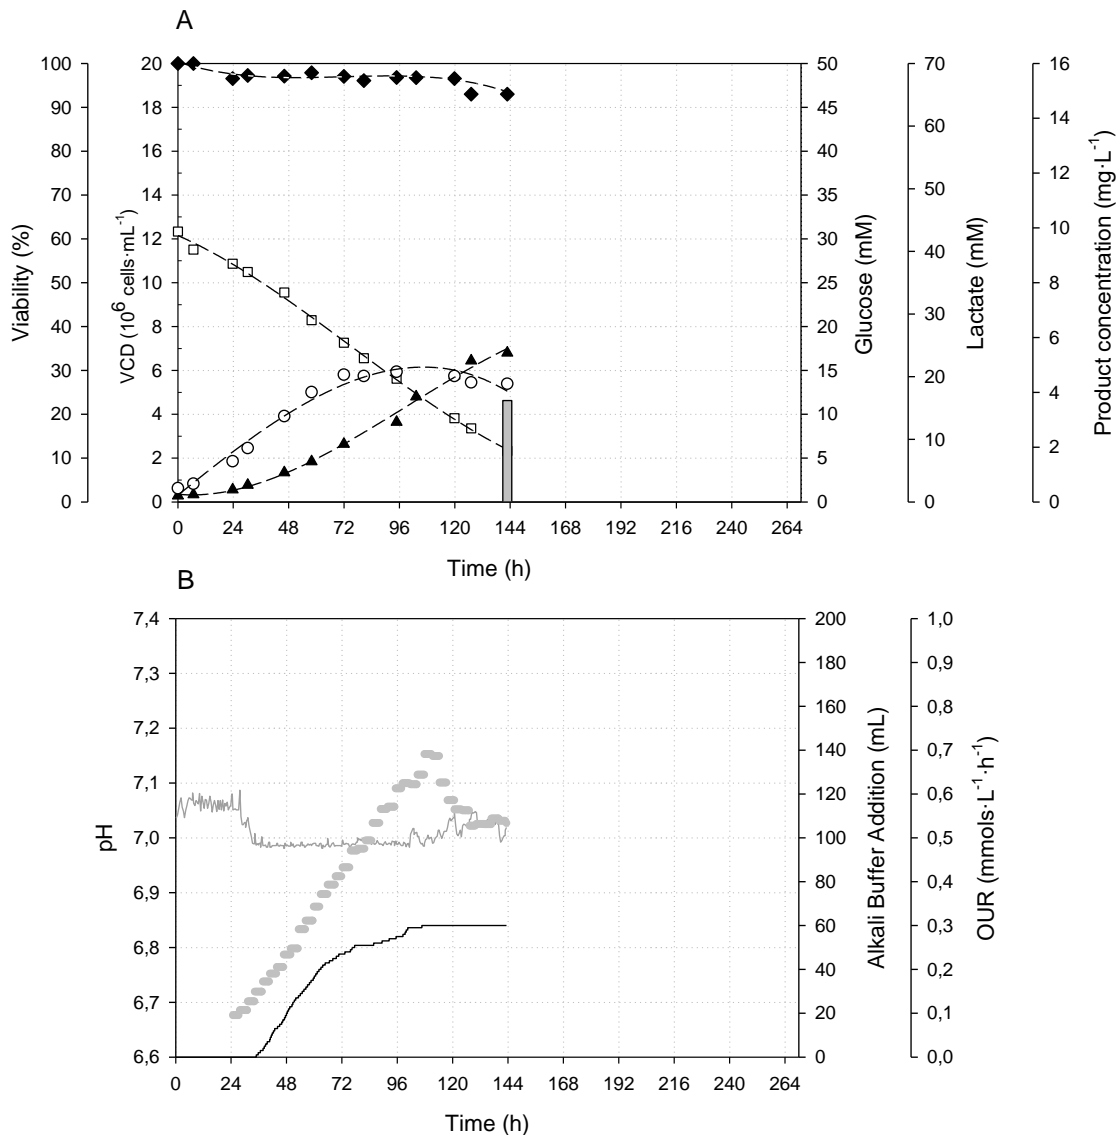 A
100 20 50 70 16
90 18 45 60 14
80 16 40 50 12
70 14 35 40 10
60 12 30 30 8
50 10 25 20 6
40 8 20 10 4
30 6 15 0 2
20 4 10 0
10 2 5
0 0 0
Viability (%)
VCD (10⁶ cells·mL⁻¹)
Glucose (mM)
Lactate (mM)
Product concentration (mg·L⁻¹)
0 24 48 72 96 120 144 168 192 216 240 264
Time (h)
B
7,4 200 1,0
7,3 180 0,9
7,2 160 0,8
7,1 140 0,7
7,0 120 0,6
6,9 100 0,5
6,8 80 0,4
6,7 60 0,3
6,6 40 0,2
20 0,1
0 0,0
pH
Alkali Buffer Addition (mL)
OUR (mmols·L⁻¹·h⁻¹)
0 24 48 72 96 120 144 168 192 216 240 264
Time (h)